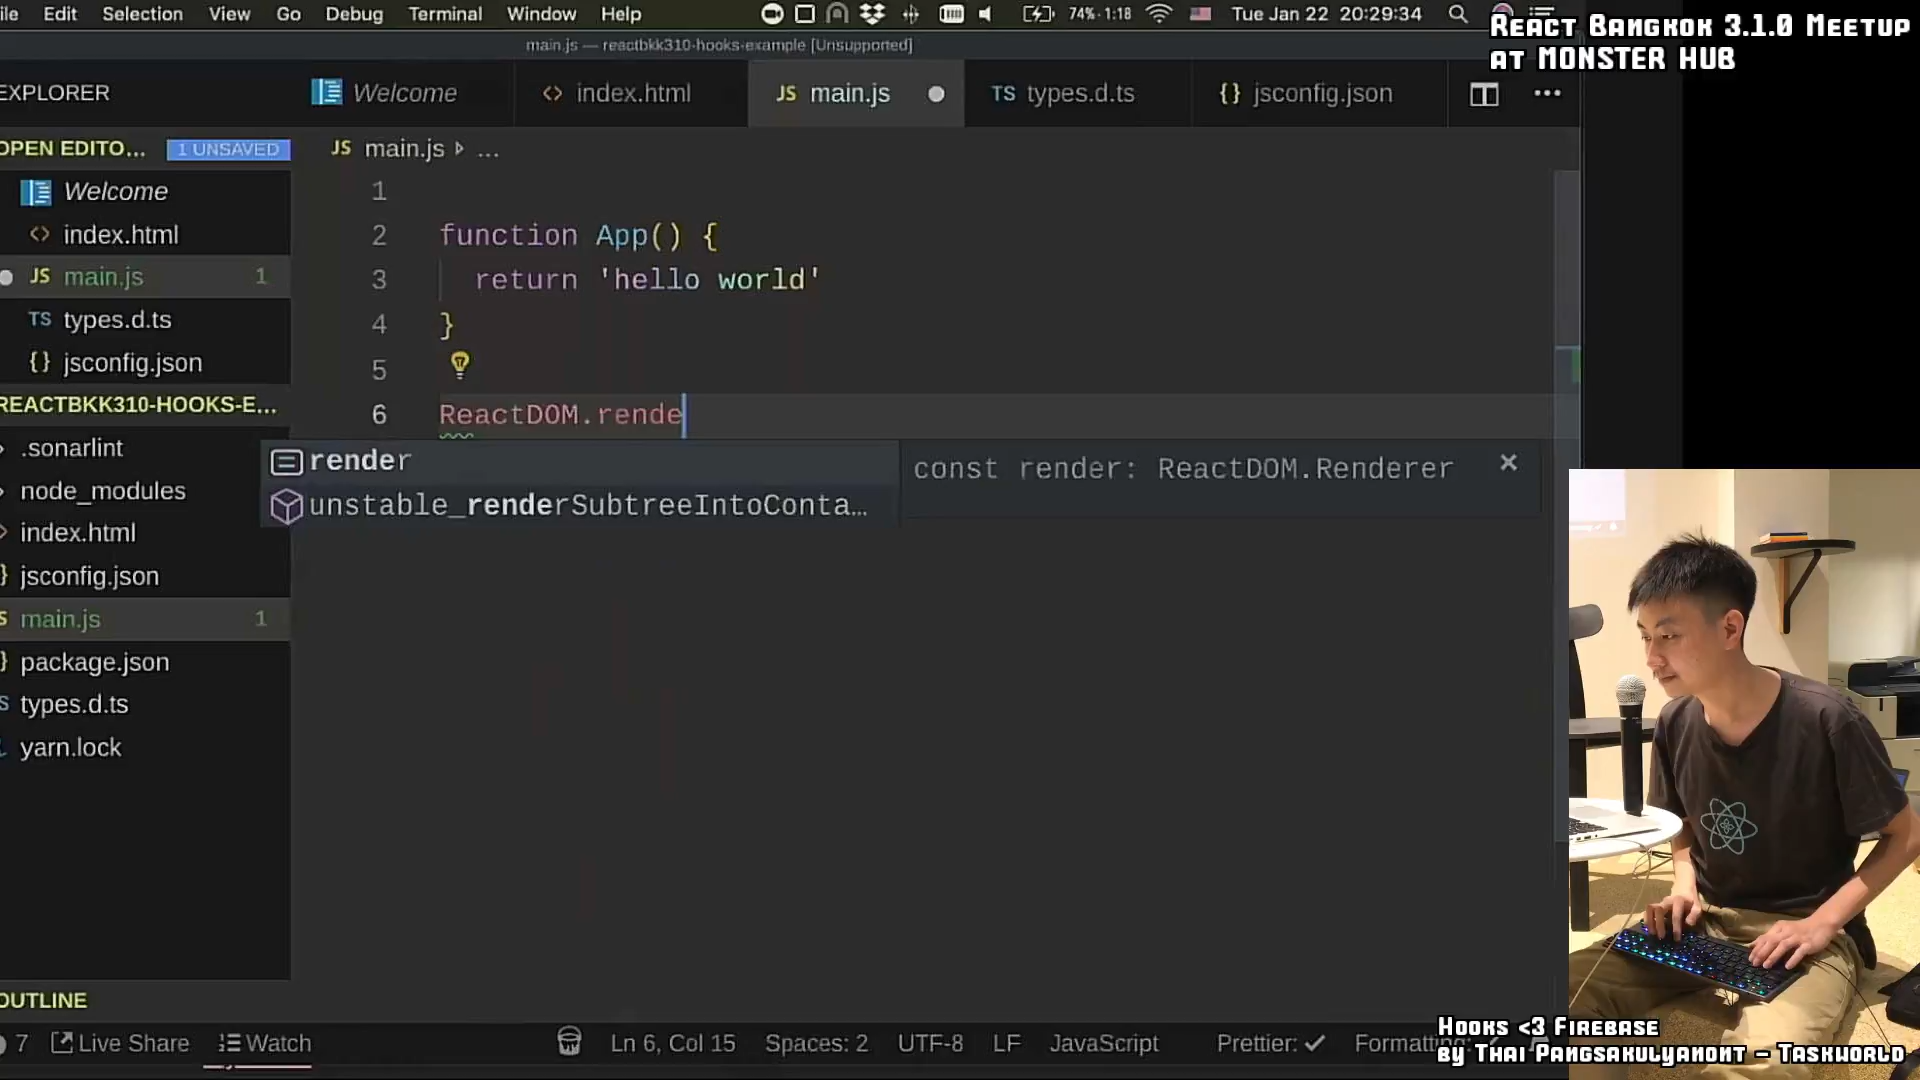 ile Edit Selection View Go Debug Terminal Window Help 74% · 1:18 Tue Jan 22 20:29:34
React Bangkok 3.1.0 Meetup
at MONSTER HUB
main.js — reactbkk310-hooks-example [Unsupported]
EXPLORER
Welcome
<> index.html
JS main.js
TS types.d.ts
{} jsconfig.json
OPEN EDITO... 1 UNSAVED
JS main.js ...
Welcome
<> index.html
JS main.js 1
TS types.d.ts
{} jsconfig.json
REACTBKK310-HOOKS-E...
.sonarlint
node_modules
index.html
jsconfig.json
main.js 1
package.json
types.d.ts
yarn.lock
OUTLINE
1
2 function App() {
3 return 'hello world'
4 }
5
6 ReactDOM.rende
render
unstable_renderSubtreeIntoConta...
const render: ReactDOM.Renderer
7 Live Share Watch Ln 6, Col 15 Spaces: 2 UTF-8 LF JavaScript Prettier: ✓
Hooks <3 Firebase
by Thai Pangsakulyanont - Taskworld